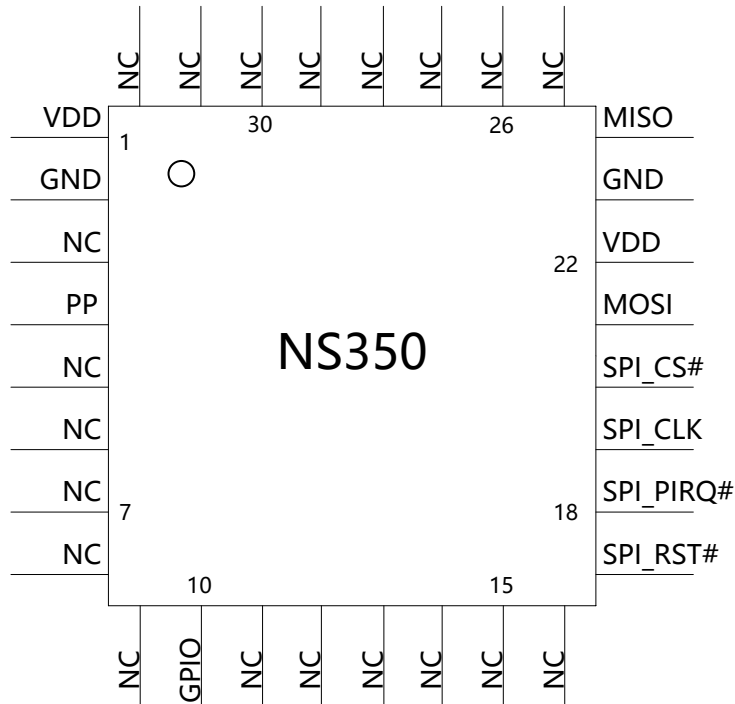 NC NC NC NC NC NC NC NC
30 26
VDD
1
GND
NC
PP
NC
NC
NC
7
NC
NS350
MISO
GND
VDD
22
MOSI
SPI_CS#
SPI_CLK
SPI_PIRQ#
18
SPI_RST#
10 15
NC GPIO NC NC NC NC NC NC